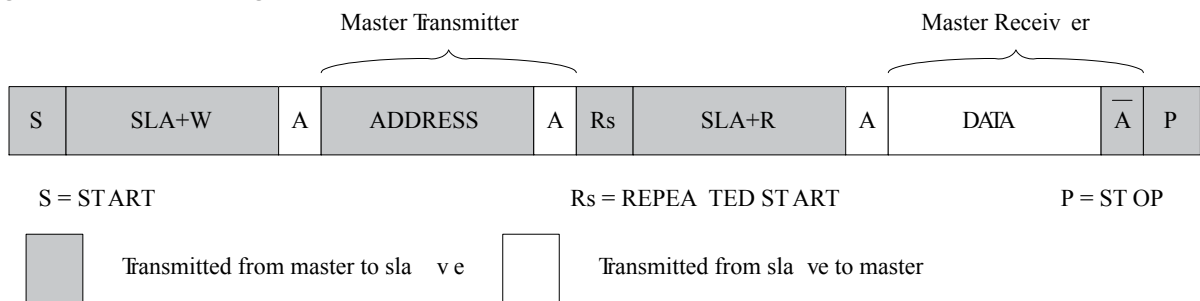 Master Transmitter Master Receiv er
S SLA+W A ADDRESS A Rs SLA+R A DATA A̅ P
S = ST ART Rs = REPEA TED ST ART P = ST OP
Transmitted from master to sla v e Transmitted from sla ve to master